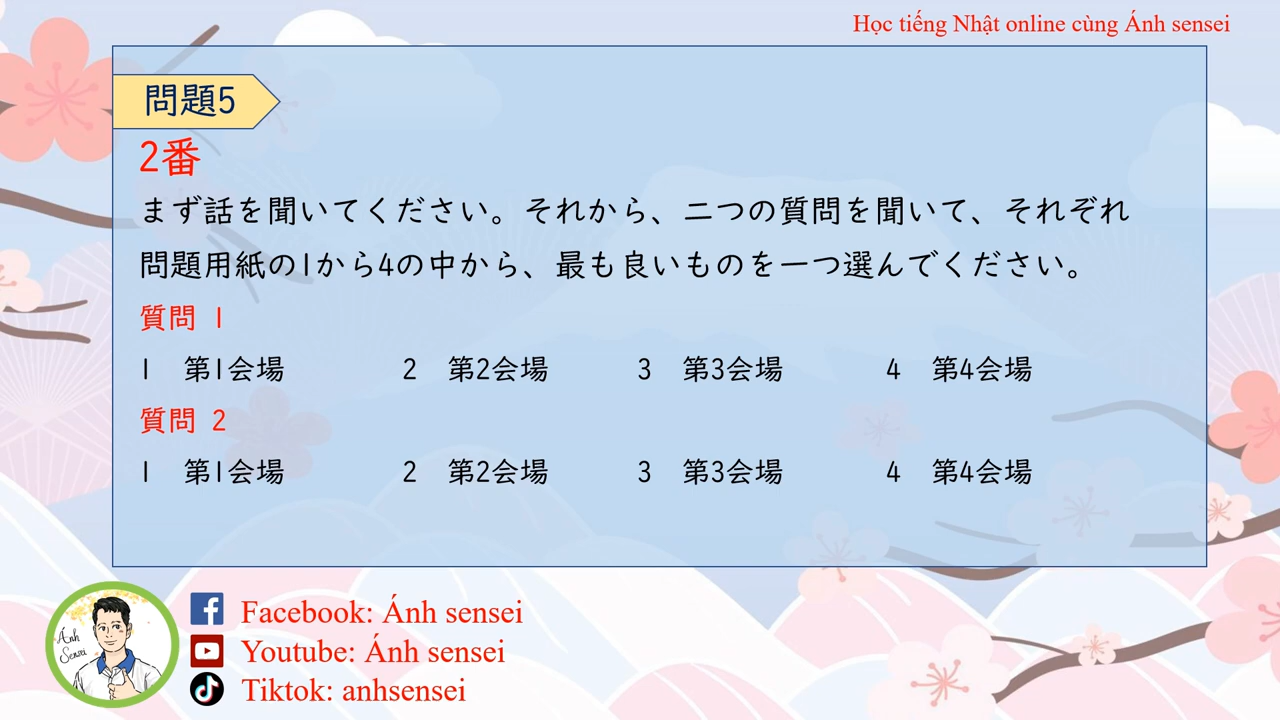 Học tiếng Nhật online cùng Ánh sensei
問題5
2番
まず話を聞いてください。それから、二つの質問を聞いて、それぞれ
問題用紙の1から4の中から、最も良いものを一つ選んでください。
質問 1
1 第1会場 2 第2会場 3 第3会場 4 第4会場
質問 2
1 第1会場 2 第2会場 3 第3会場 4 第4会場
Ánh
Sensei
Facebook: Ánh sensei
Youtube: Ánh sensei
Tiktok: anhsensei